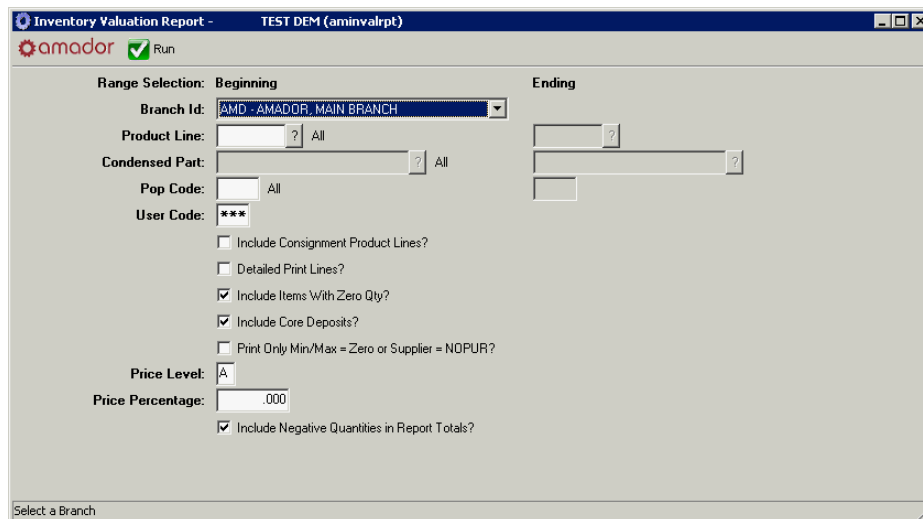 Inventory Valuation Report - TEST DEM (aminvalrpt)
amador Run
Range Selection: Beginning Ending
Branch Id: AMD - AMADOR, MAIN BRANCH
Product Line: ? All ?
Condensed Part: ? All ?
Pop Code: All
User Code: ***
Include Consignment Product Lines?
Detailed Print Lines?
Include Items With Zero Qty?
Include Core Deposits?
Print Only Min/Max = Zero or Supplier = NOPUR?
Price Level: A
Price Percentage: .000
Include Negative Quantities in Report Totals?
Select a Branch